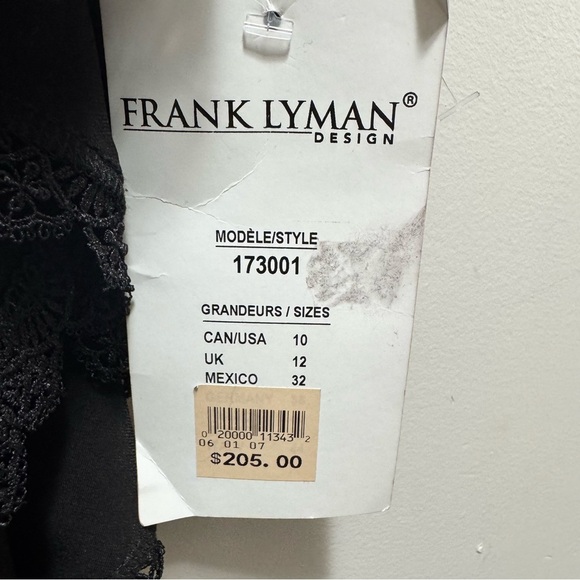 FRANK LYMAN®
DESIGN
MODÈLE/STYLE
173001
GRANDEURS / SIZES
CAN/USA 10
UK 12
MEXICO 32
GERMANY
0 20000 11343 2
06 01 07
$205.00